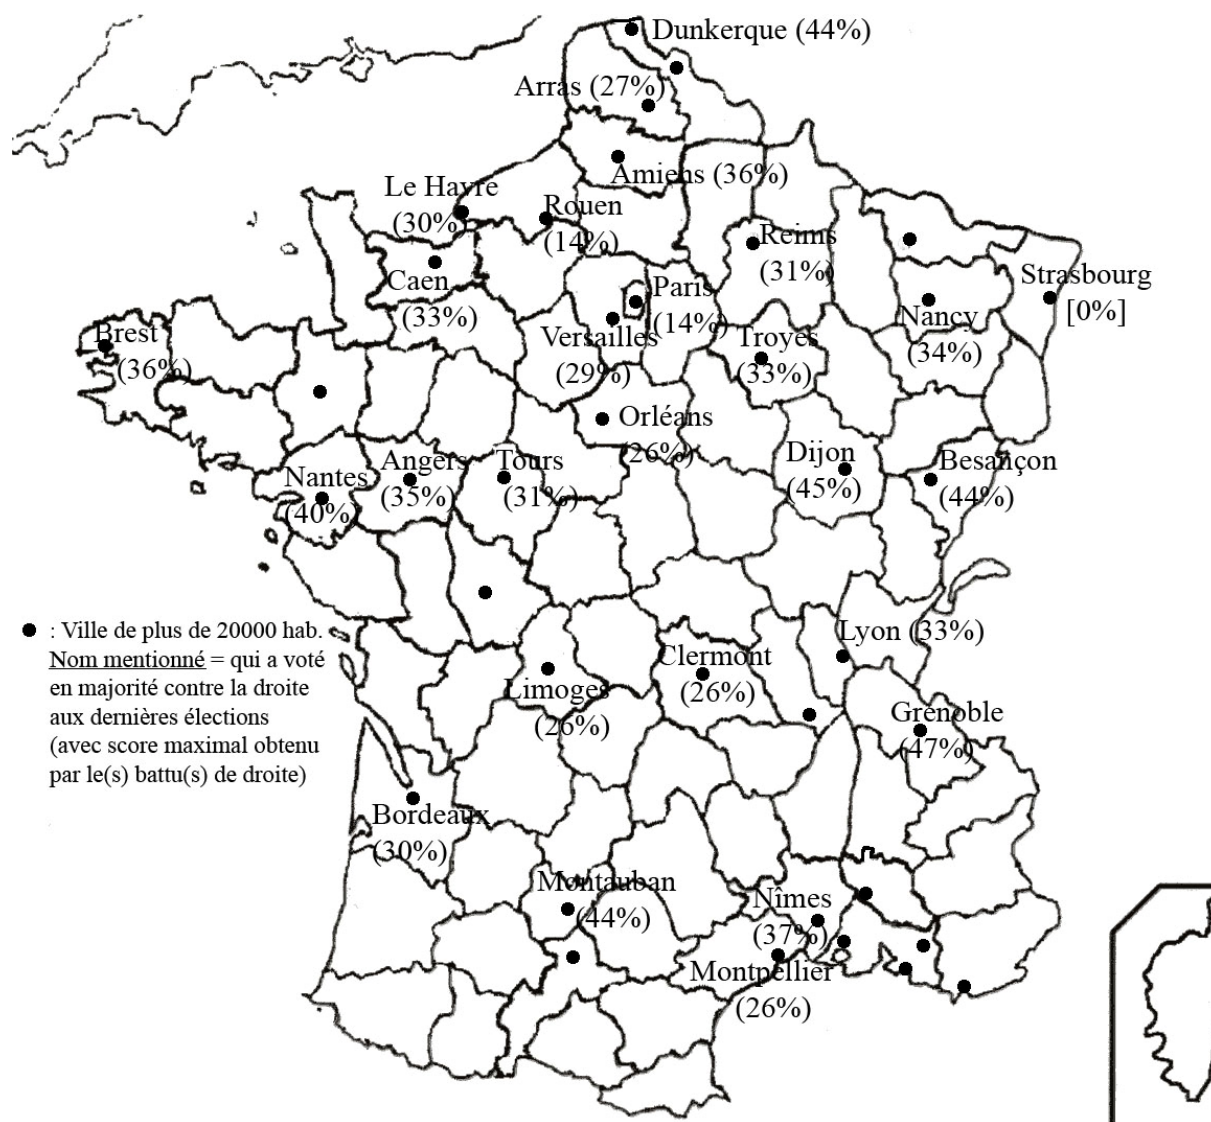 Dunkerque (44%)
Arras (27%)
Amiens (36%)
Le Havre
(30%)
Rouen
(14%)
Reims
(31%)
Caen
(33%)
Paris
(14%)
Strasbourg
[0%]
Nancy
(34%)
Brest
(36%)
Versailles
(29%)
Troyes
(33%)
Orléans
(26%)
Nantes
(40%)
Angers
(35%)
Tours
(31%)
Dijon
(45%)
Besançon
(44%)
: Ville de plus de 20000 hab.
Nom mentionné = qui a voté
en majorité contre la droite
aux dernières élections
(avec score maximal obtenu
par le(s) battu(s) de droite)
Lyon (33%)
Clermont
(26%)
Limoges
(26%)
Grenoble
(47%)
Bordeaux
(30%)
Montauban
(44%)
Nîmes
(37%)
Montpellier
(26%)